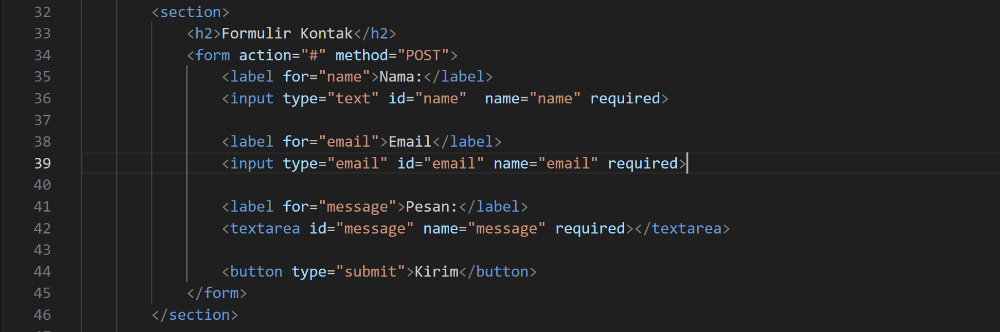 32 <section>
33 <h2>Formulir Kontak</h2>
34 <form action="#" method="POST">
35 <label for="name">Nama:</label>
36 <input type="text" id="name"  name="name" required>
37
38 <label for="email">Email</label>
39 <input type="email" id="email" name="email" required>
40
41 <label for="message">Pesan:</label>
42 <textarea id="message" name="message" required></textarea>
43
44 <button type="submit">Kirim</button>
45 </form>
46 </section>